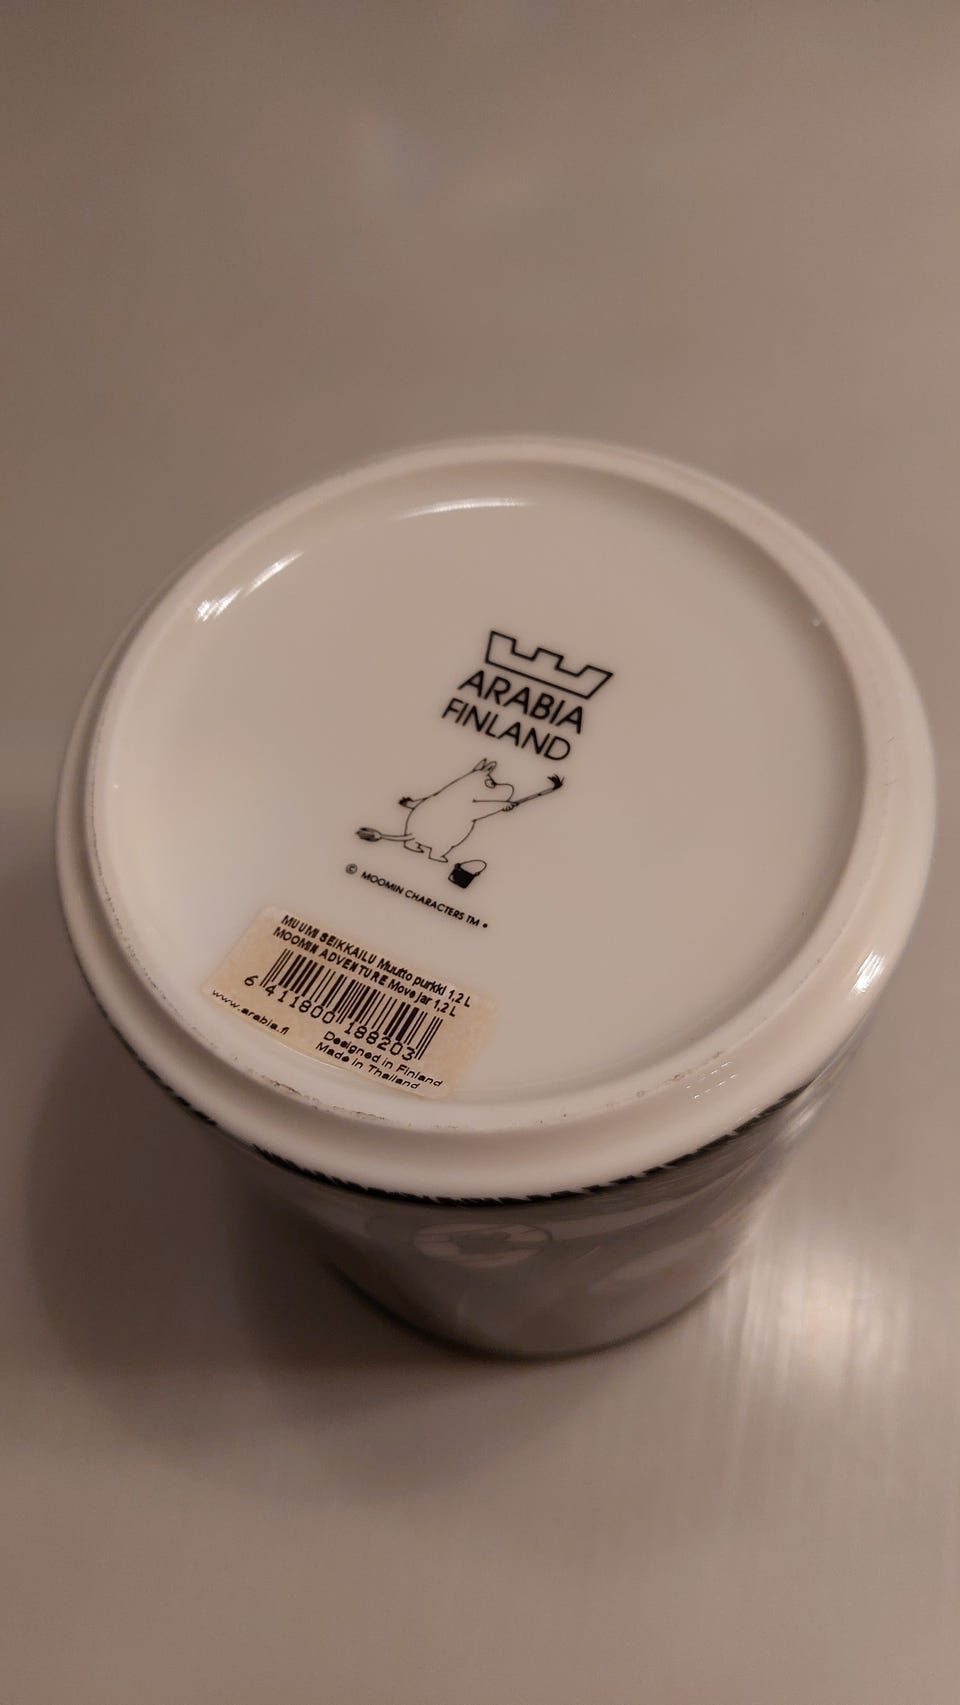 ARABIA
FINLAND
© MOOMIN CHARACTERS TM •
MUUMI SEIKKAILU Muutto purkki 1,2 L
MOOMIN ADVENTURE Move jar 1,2 L
6 411800 188203
www.arabia.fi
Designed in Finland
Made in Thailand